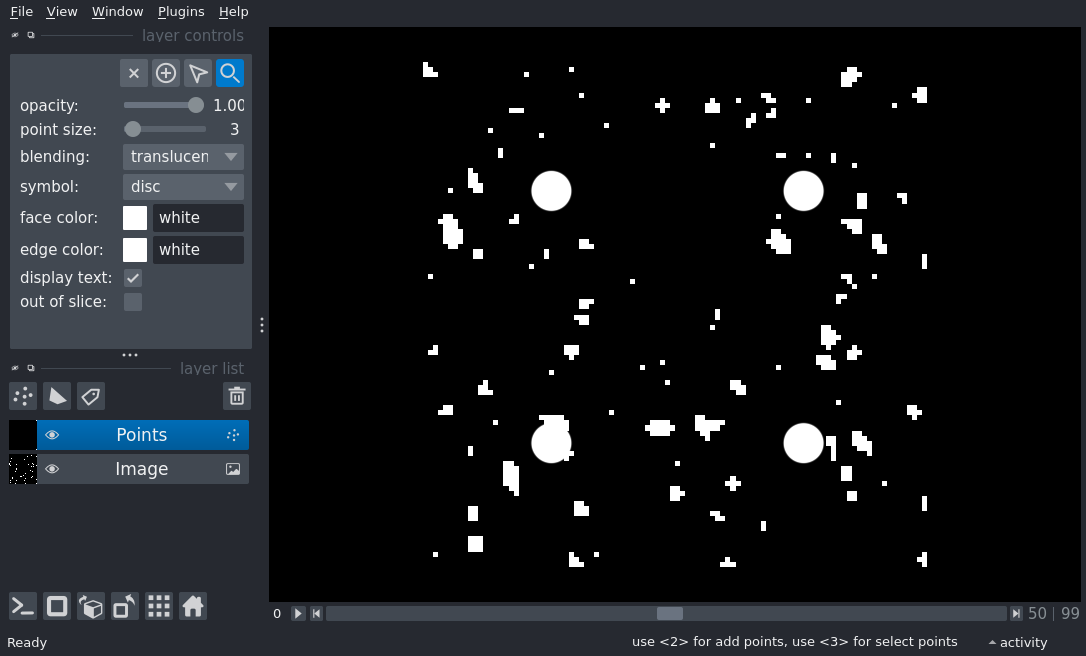 File View Window Plugins Help
layer controls
opacity: 1.00
point size: 3
blending: translucen
symbol: disc
face color: white
edge color: white
display text:
out of slice:
layer list
Points
Image
0 50 | 99
Ready use <2> for add points, use <3> for select points activity